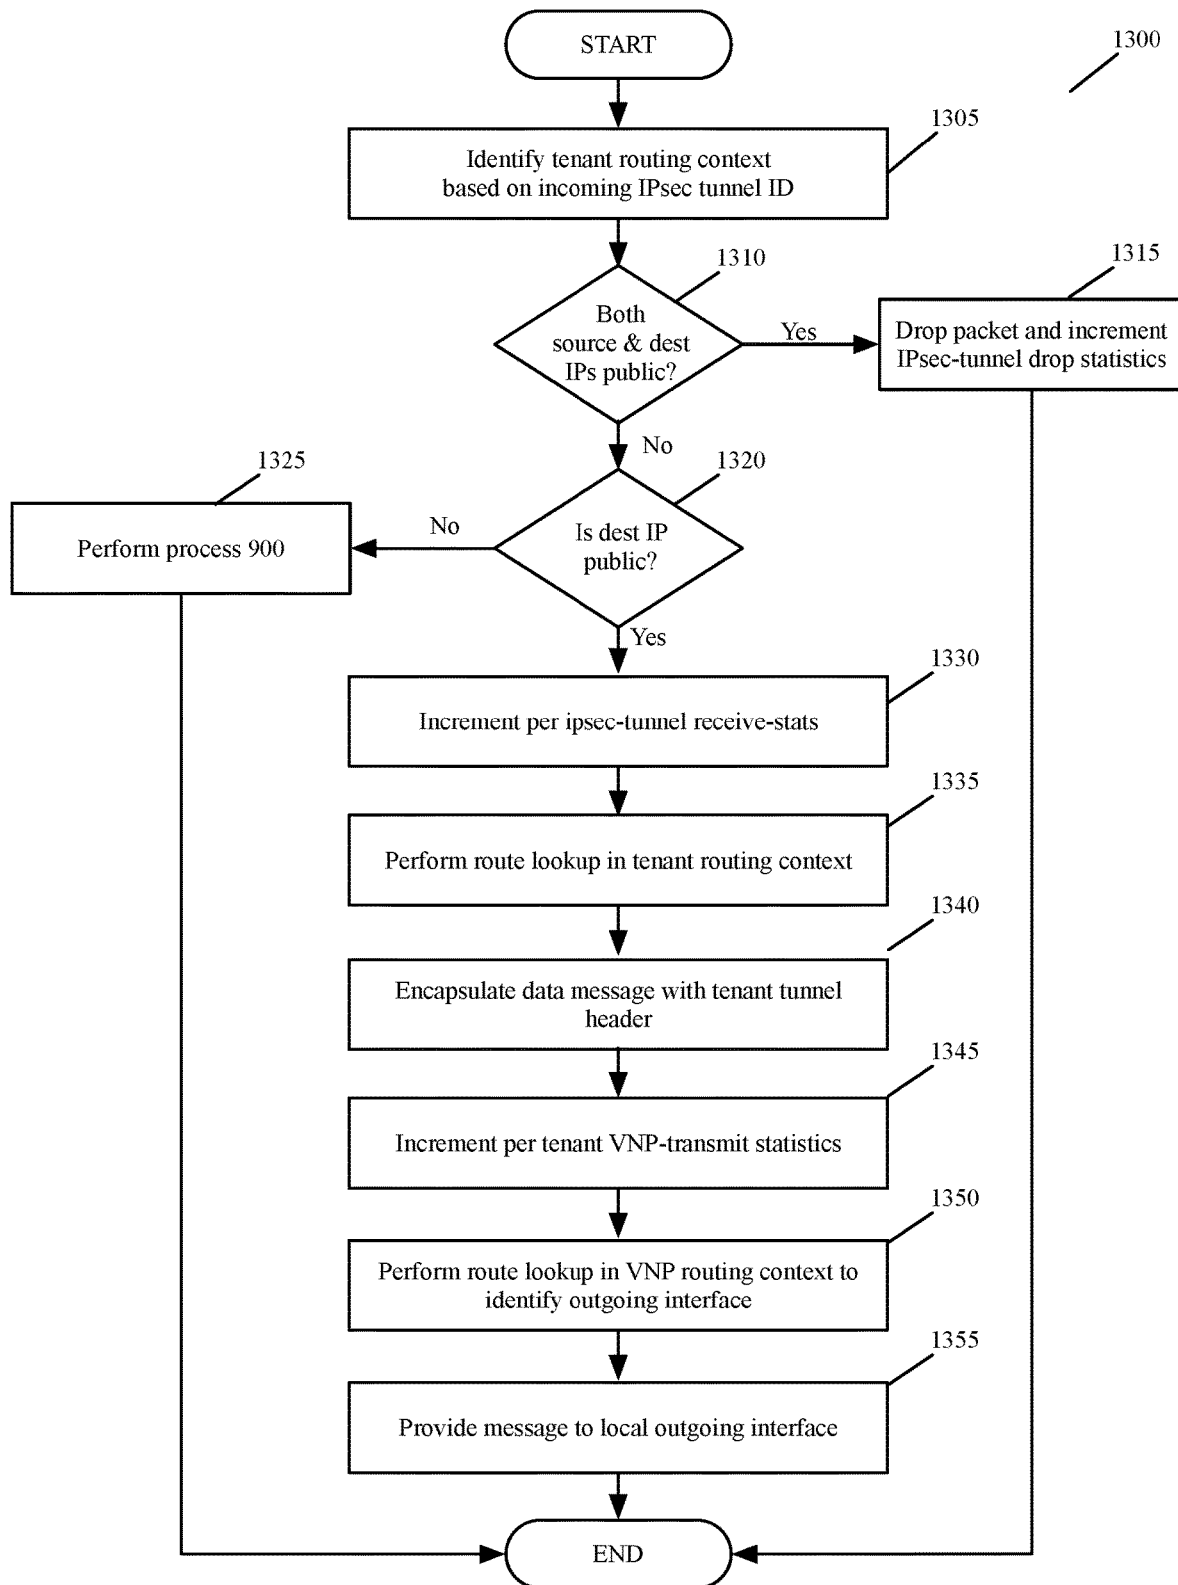 START
1300
1305
Identify tenant routing context
based on incoming IPsec tunnel ID
1310
Both
source & dest
IPs public?
Yes
1315
Drop packet and increment
IPsec-tunnel drop statistics
No
1320
Is dest IP
public?
No
1325
Perform process 900
Yes
1330
Increment per ipsec-tunnel receive-stats
1335
Perform route lookup in tenant routing context
1340
Encapsulate data message with tenant tunnel
header
1345
Increment per tenant VNP-transmit statistics
1350
Perform route lookup in VNP routing context to
identify outgoing interface
1355
Provide message to local outgoing interface
END